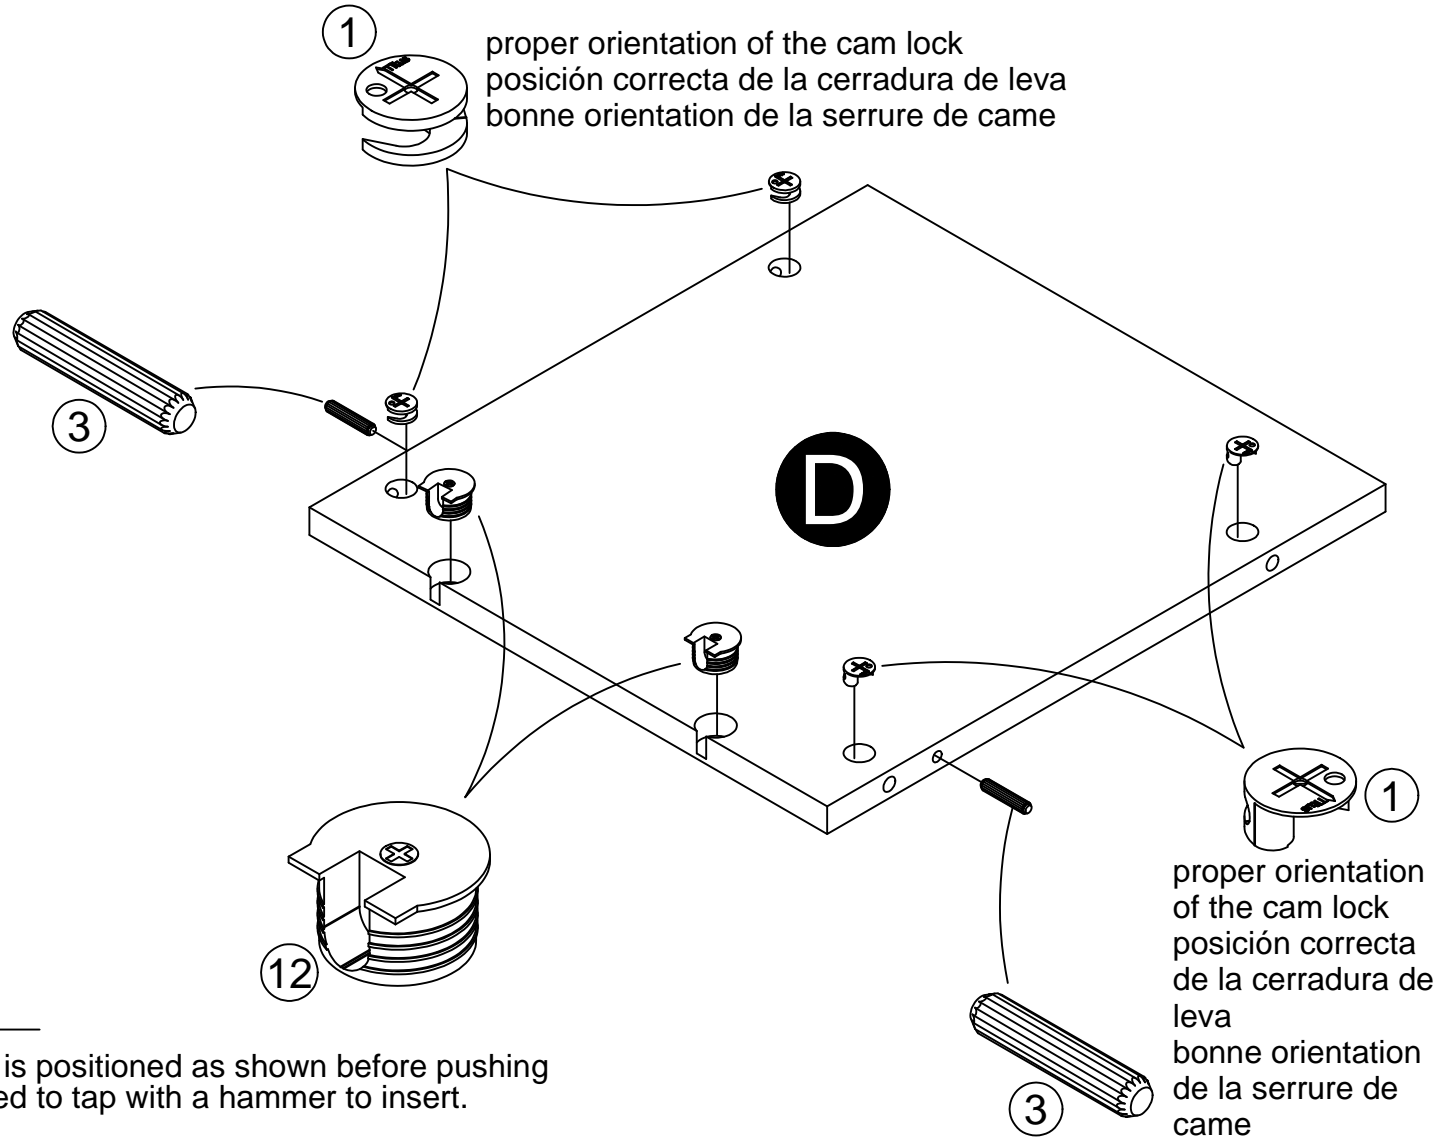 1
proper orientation of the cam lock
posición correcta de la cerradura de leva
bonne orientation de la serrure de came
3
D
1
12
proper orientation
of the cam lock
posición correcta
de la cerradura de
leva
bonne orientation
de la serrure de
came
3
is positioned as shown before pushing
ed to tap with a hammer to insert.